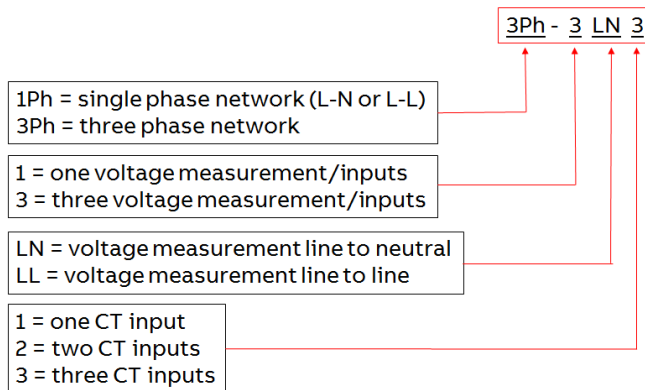 3Ph - 3 LN 3
1Ph = single phase network (L-N or L-L)
3Ph = three phase network
1 = one voltage measurement/inputs
3 = three voltage measurement/inputs
LN = voltage measurement line to neutral
LL = voltage measurement line to line
1 = one CT input
2 = two CT inputs
3 = three CT inputs